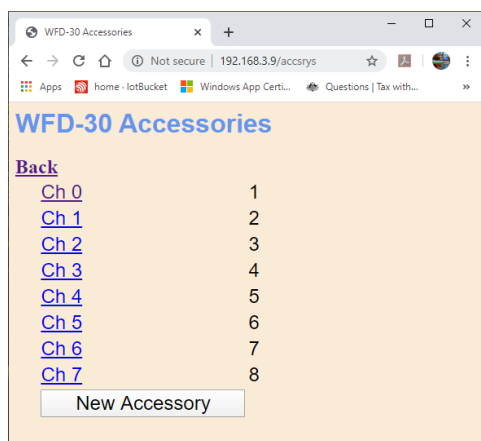 WFD-30 Accessories
Not secure | 192.168.3.9/accsrys
Apps home - IotBucket Windows App Certi... Questions | Tax with... »
WFD-30 Accessories
Back
Ch 0 1
Ch 1 2
Ch 2 3
Ch 3 4
Ch 4 5
Ch 5 6
Ch 6 7
Ch 7 8
New Accessory